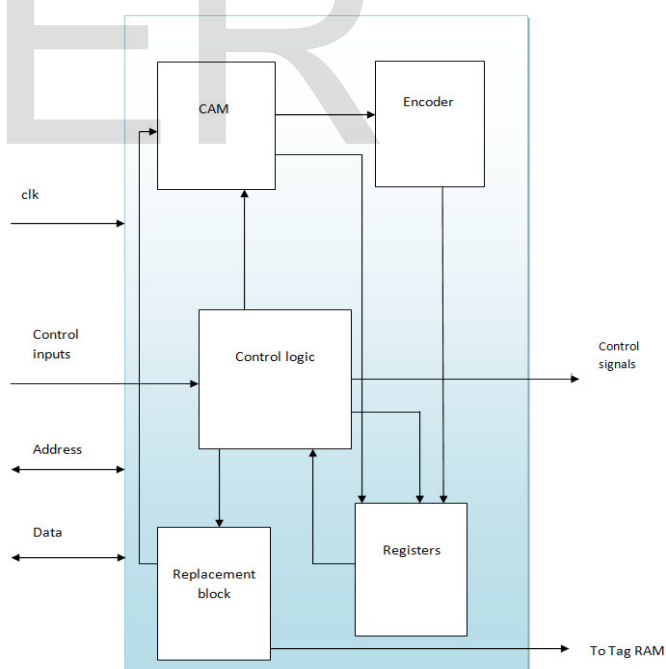 ER
CAM
Encoder
clk
Control
inputs
Control logic
Control
signals
Address
Data
Registers
Replacement
block
To Tag RAM